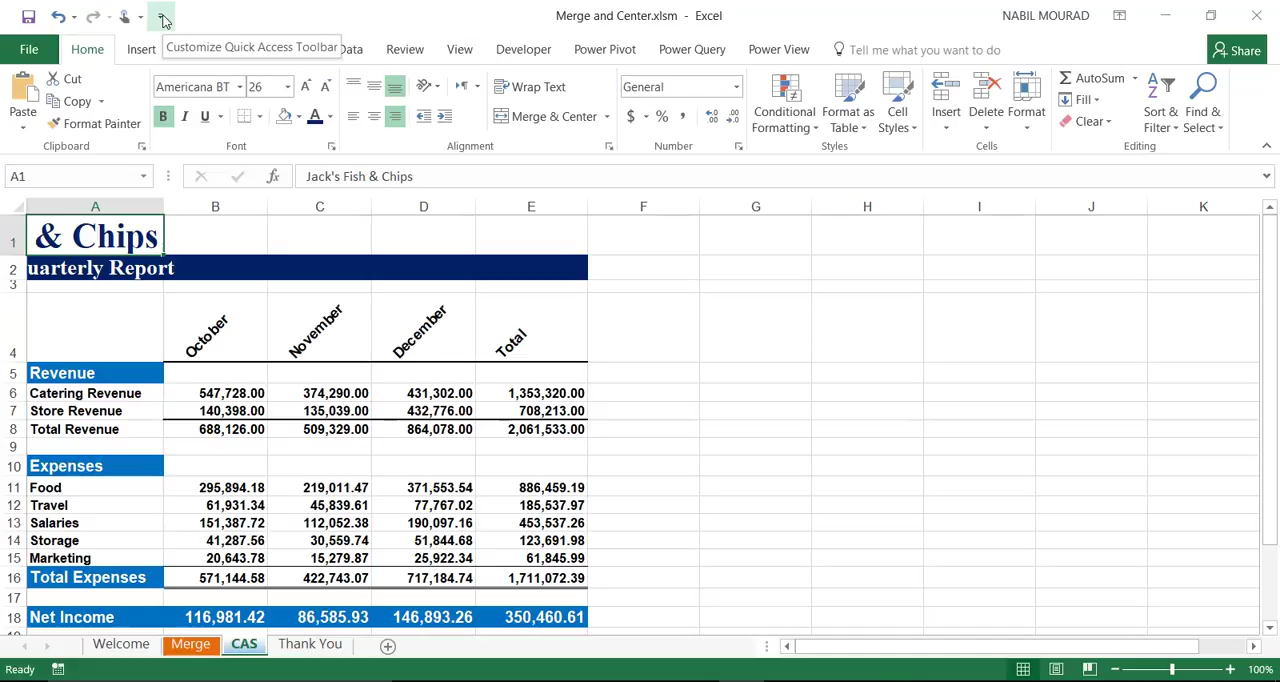 Merge and Center.xlsm - Excel
NABIL MOURAD
File
Home
Insert
Customize Quick Access Toolbar
Data
Review
View
Developer
Power Pivot
Power Query
Power View
Tell me what you want to do
Share
Paste
Cut
Copy
Format Painter
Clipboard
Americana BT
26
B I U
A
Font
Wrap Text
Merge & Center
Alignment
General
$ % ,
Number
Conditional Formatting
Format as Table
Cell Styles
Styles
Insert
Delete
Format
Cells
AutoSum
Fill
Clear
Sort & Filter
Find & Select
Editing
A1
fx
Jack's Fish & Chips
A B C D E F G H I J K
1 & Chips
2 uarterly Report
3
4 October November December Total
5 Revenue
6 Catering Revenue 547,728.00 374,290.00 431,302.00 1,353,320.00
7 Store Revenue 140,398.00 135,039.00 432,776.00 708,213.00
8 Total Revenue 688,126.00 509,329.00 864,078.00 2,061,533.00
9
10 Expenses
11 Food 295,894.18 219,011.47 371,553.54 886,459.19
12 Travel 61,931.34 45,839.61 77,767.02 185,537.97
13 Salaries 151,387.72 112,052.38 190,097.16 453,537.26
14 Storage 41,287.56 30,559.74 51,844.68 123,691.98
15 Marketing 20,643.78 15,279.87 25,922.34 61,845.99
16 Total Expenses 571,144.58 422,743.07 717,184.74 1,711,072.39
17
18 Net Income 116,981.42 86,585.93 146,893.26 350,460.61
Welcome
Merge
CAS
Thank You
Ready
100%